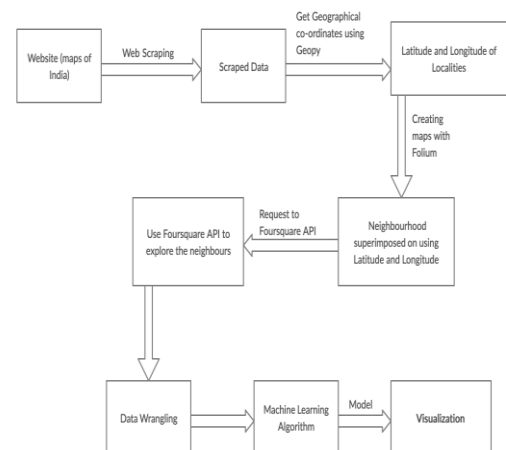 Website (maps of
India)
Web Scraping
Scraped Data
Get Geographical
co-ordinates using
Geopy
Latitude and Longitude of
Localities
Creating
maps with
Folium
Neighbourhood
superimposed on using
Latitude and Longitude
Request to
Foursquare API
Use Foursquare API to
explore the neighbours
Data Wrangling
Machine Learning
Algorithm
Model
Visualization